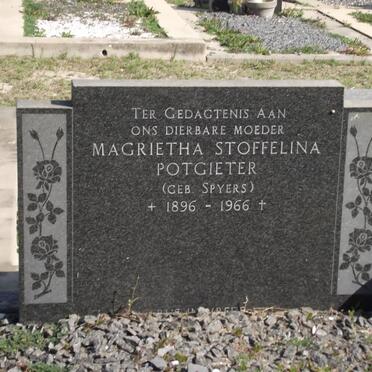 TER GEDAGTENIS AAN
ONS DIERBARE MOEDER
MAGRIETHA STOFFELINA
POTGIETER
(GEB. SPYERS)
+ 1896 - 1966 †